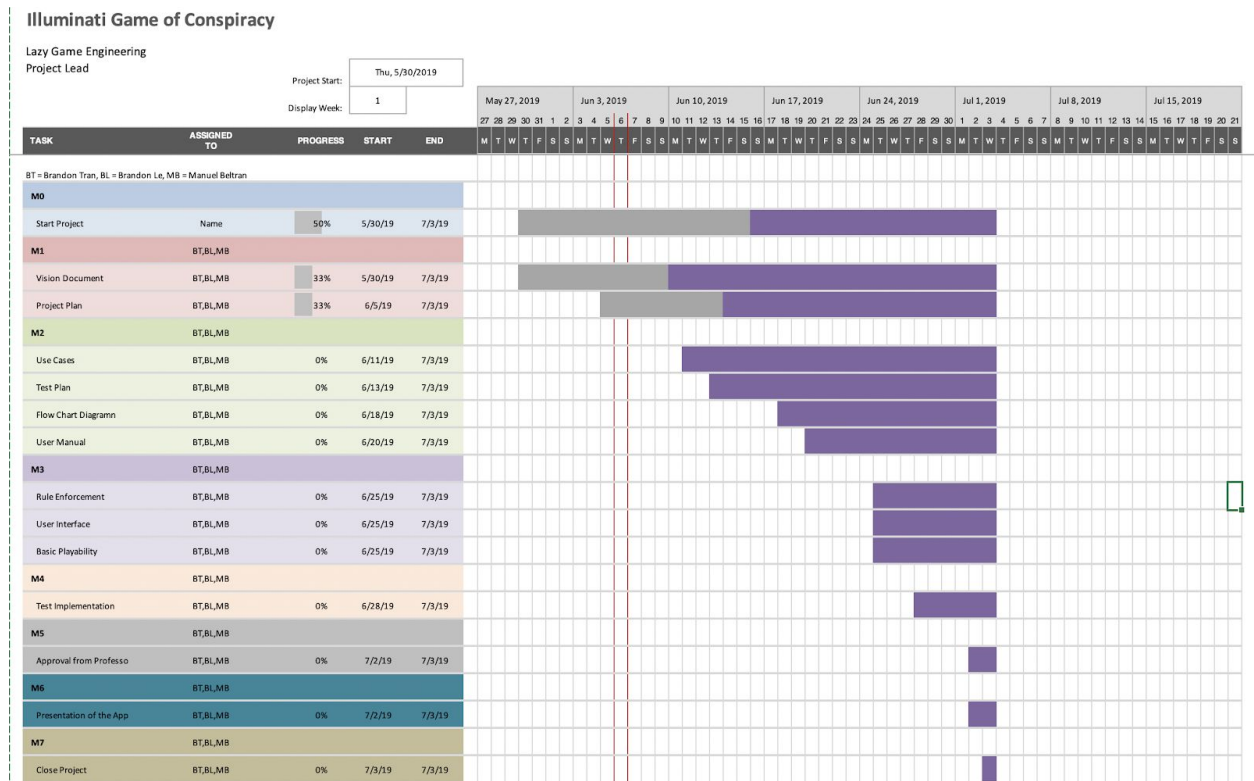 Illuminati Game of Conspiracy
Lazy Game Engineering
Project Lead
Project Start: Thu, 5/30/2019
Display Week: 1
May 27, 2019 Jun 3, 2019 Jun 10, 2019 Jun 17, 2019 Jun 24, 2019 Jul 1, 2019 Jul 8, 2019 Jul 15, 2019
27 28 29 30 31 1 2 3 4 5 6 7 8 9 10 11 12 13 14 15 16 17 18 19 20 21 22 23 24 25 26 27 28 29 30 1 2 3 4 5 6 7 8 9 10 11 12 13 14 15 16 17 18 19 20 21
TASK ASSIGNED TO PROGRESS START END M T W T F S S M T W T F S S M T W T F S S M T W T F S S M T W T F S S M T W T F S S M T W T F S S M T W T F S S
BT = Brandon Tran, BL = Brandon Le, MB = Manuel Beltran
M0
Start Project Name 50% 5/30/19 7/3/19
M1 BT,BL,MB
Vision Document BT,BL,MB 33% 5/30/19 7/3/19
Project Plan BT,BL,MB 33% 6/5/19 7/3/19
M2 BT,BL,MB
Use Cases BT,BL,MB 0% 6/11/19 7/3/19
Test Plan BT,BL,MB 0% 6/13/19 7/3/19
Flow Chart Diagramn BT,BL,MB 0% 6/18/19 7/3/19
User Manual BT,BL,MB 0% 6/20/19 7/3/19
M3 BT,BL,MB
Rule Enforcement BT,BL,MB 0% 6/25/19 7/3/19
User Interface BT,BL,MB 0% 6/25/19 7/3/19
Basic Playability BT,BL,MB 0% 6/25/19 7/3/19
M4 BT,BL,MB
Test Implementation BT,BL,MB 0% 6/28/19 7/3/19
M5 BT,BL,MB
Approval from Professo BT,BL,MB 0% 7/2/19 7/3/19
M6 BT,BL,MB
Presentation of the App BT,BL,MB 0% 7/2/19 7/3/19
M7 BT,BL,MB
Close Project BT,BL,MB 0% 7/3/19 7/3/19